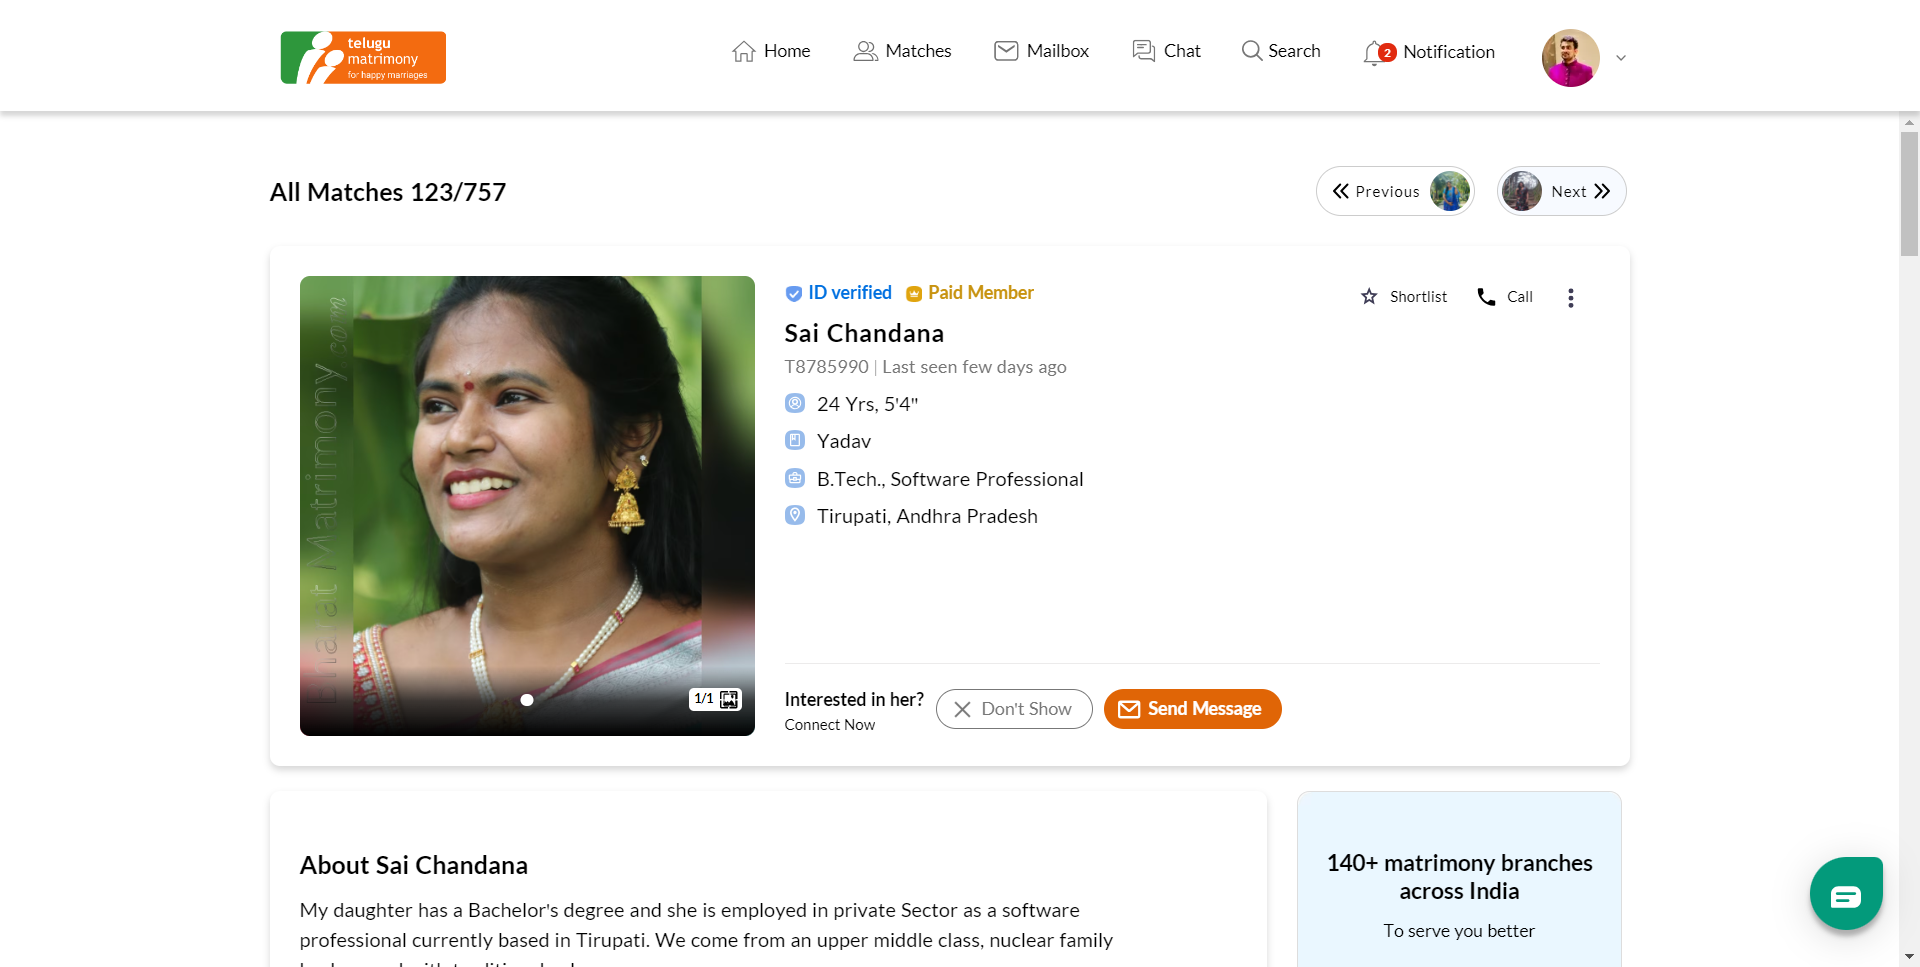 telugu
matrimony
for happy marriages
Home
Matches
Mailbox
Chat
Search
2
Notification
All Matches 123/757
Previous
Next
Bharat Matrimony.com
ID verified
Paid Member
Shortlist
Call
Sai Chandana
T8785990 | Last seen few days ago
24 Yrs, 5'4"
Yadav
B.Tech., Software Professional
Tirupati, Andhra Pradesh
1/1
Interested in her?
Connect Now
Don't Show
Send Message
About Sai Chandana
My daughter has a Bachelor's degree and she is employed in private Sector as a software
professional currently based in Tirupati. We come from an upper middle class, nuclear family
140+ matrimony branches
across India
To serve you better